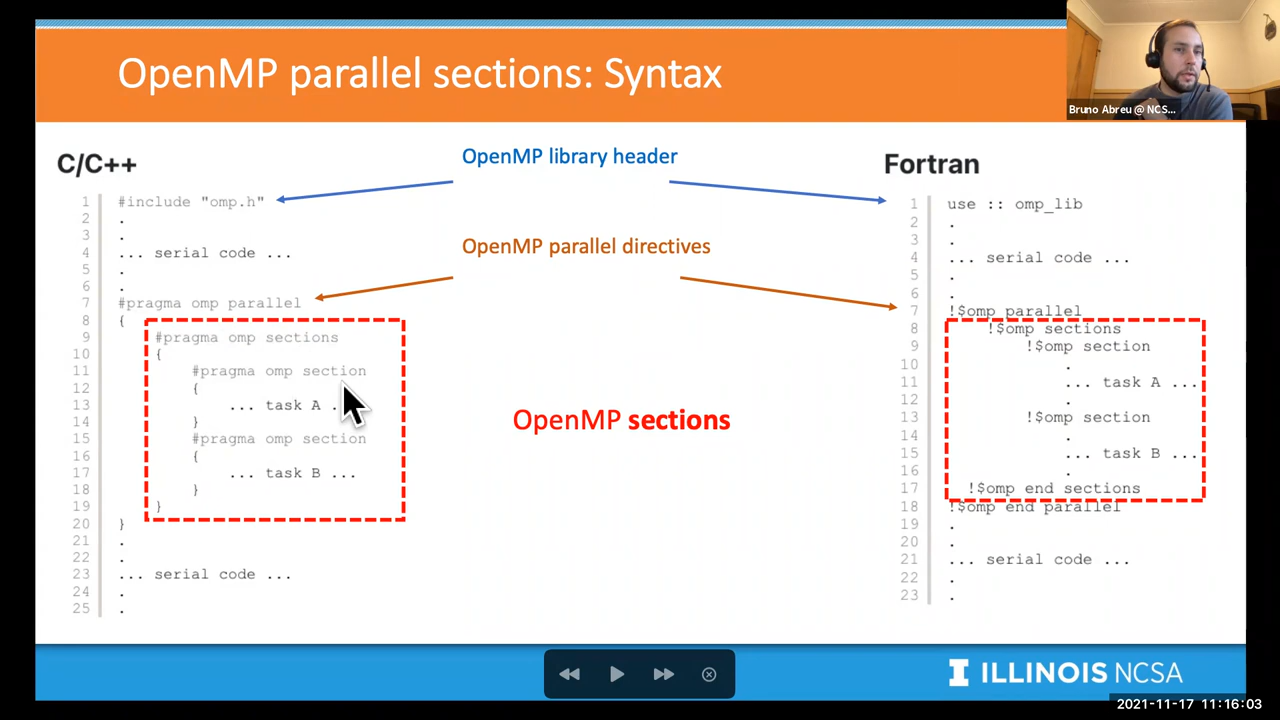 OpenMP parallel sections: Syntax
Bruno Abreu @ NCS...
C/C++
OpenMP library header
Fortran
1 #include "omp.h"
2 .
3 .
4 ... serial code ...
5 .
6 .
7 #pragma omp parallel
8 {
9 #pragma omp sections
10 {
11 #pragma omp section
12 {
13 ... task A .
14 }
15 #pragma omp section
16 {
17 ... task B ...
18 }
19 }
20 }
21 .
22 .
23 ... serial code ...
24 .
25 .
OpenMP parallel directives
OpenMP sections
1 use :: omp_lib
2 .
3 .
4 ... serial code ...
5 .
6 .
7 !$omp parallel
8 !$omp sections
9 !$omp section
10 .
11 ... task A ...
12 .
13 !$omp section
14 .
15 ... task B ...
16 .
17 !$omp end sections
18 !$omp end parallel
19 .
20 .
21 ... serial code ...
22 .
23 .
I ILLINOIS NCSA
2021-11-17 11:16:03